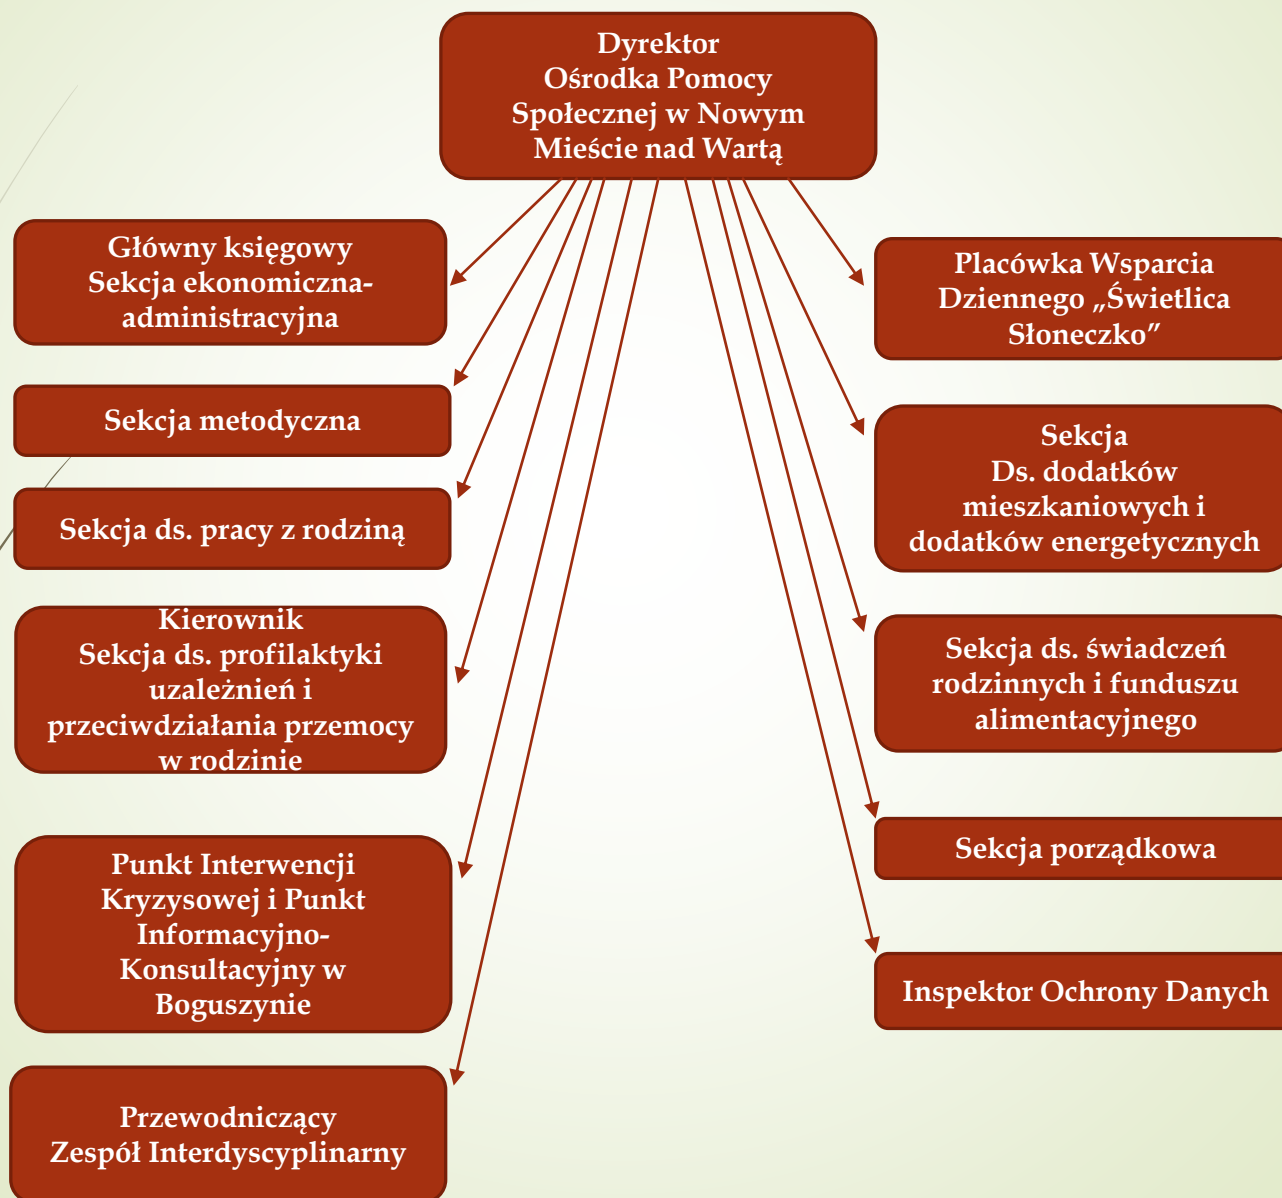 Dyrektor
Ośrodka Pomocy
Społecznej w Nowym
Mieście nad Wartą
Główny księgowy
Sekcja ekonomiczna-
administracyjna
Sekcja metodyczna
Sekcja ds. pracy z rodziną
Kierownik
Sekcja ds. profilaktyki
uzależnień i
przeciwdziałania przemocy
w rodzinie
Punkt Interwencji
Kryzysowej i Punkt
Informacyjno-
Konsultacyjny w
Boguszynie
Przewodniczący
Zespół Interdyscyplinarny
Placówka Wsparcia
Dziennego „Świetlica
Słoneczko”
Sekcja
Ds. dodatków
mieszkaniowych i
dodatków energetycznych
Sekcja ds. świadczeń
rodzinnych i funduszu
alimentacyjnego
Sekcja porządkowa
Inspektor Ochrony Danych